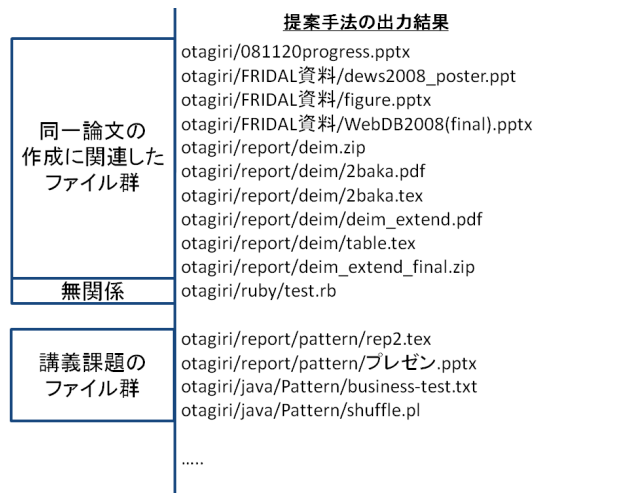 提案手法の出力結果
同一論文の
作成に関連した
ファイル群
otagiri/081120progress.pptx
otagiri/FRIDAL資料/dews2008_poster.ppt
otagiri/FRIDAL資料/figure.pptx
otagiri/FRIDAL資料/WebDB2008(final).pptx
otagiri/report/deim.zip
otagiri/report/deim/2baka.pdf
otagiri/report/deim/2baka.tex
otagiri/report/deim/deim_extend.pdf
otagiri/report/deim/table.tex
otagiri/report/deim_extend_final.zip
無関係
otagiri/ruby/test.rb
講義課題の
ファイル群
otagiri/report/pattern/rep2.tex
otagiri/report/pattern/プレゼン.pptx
otagiri/java/Pattern/business-test.txt
otagiri/java/Pattern/shuffle.pl
.....